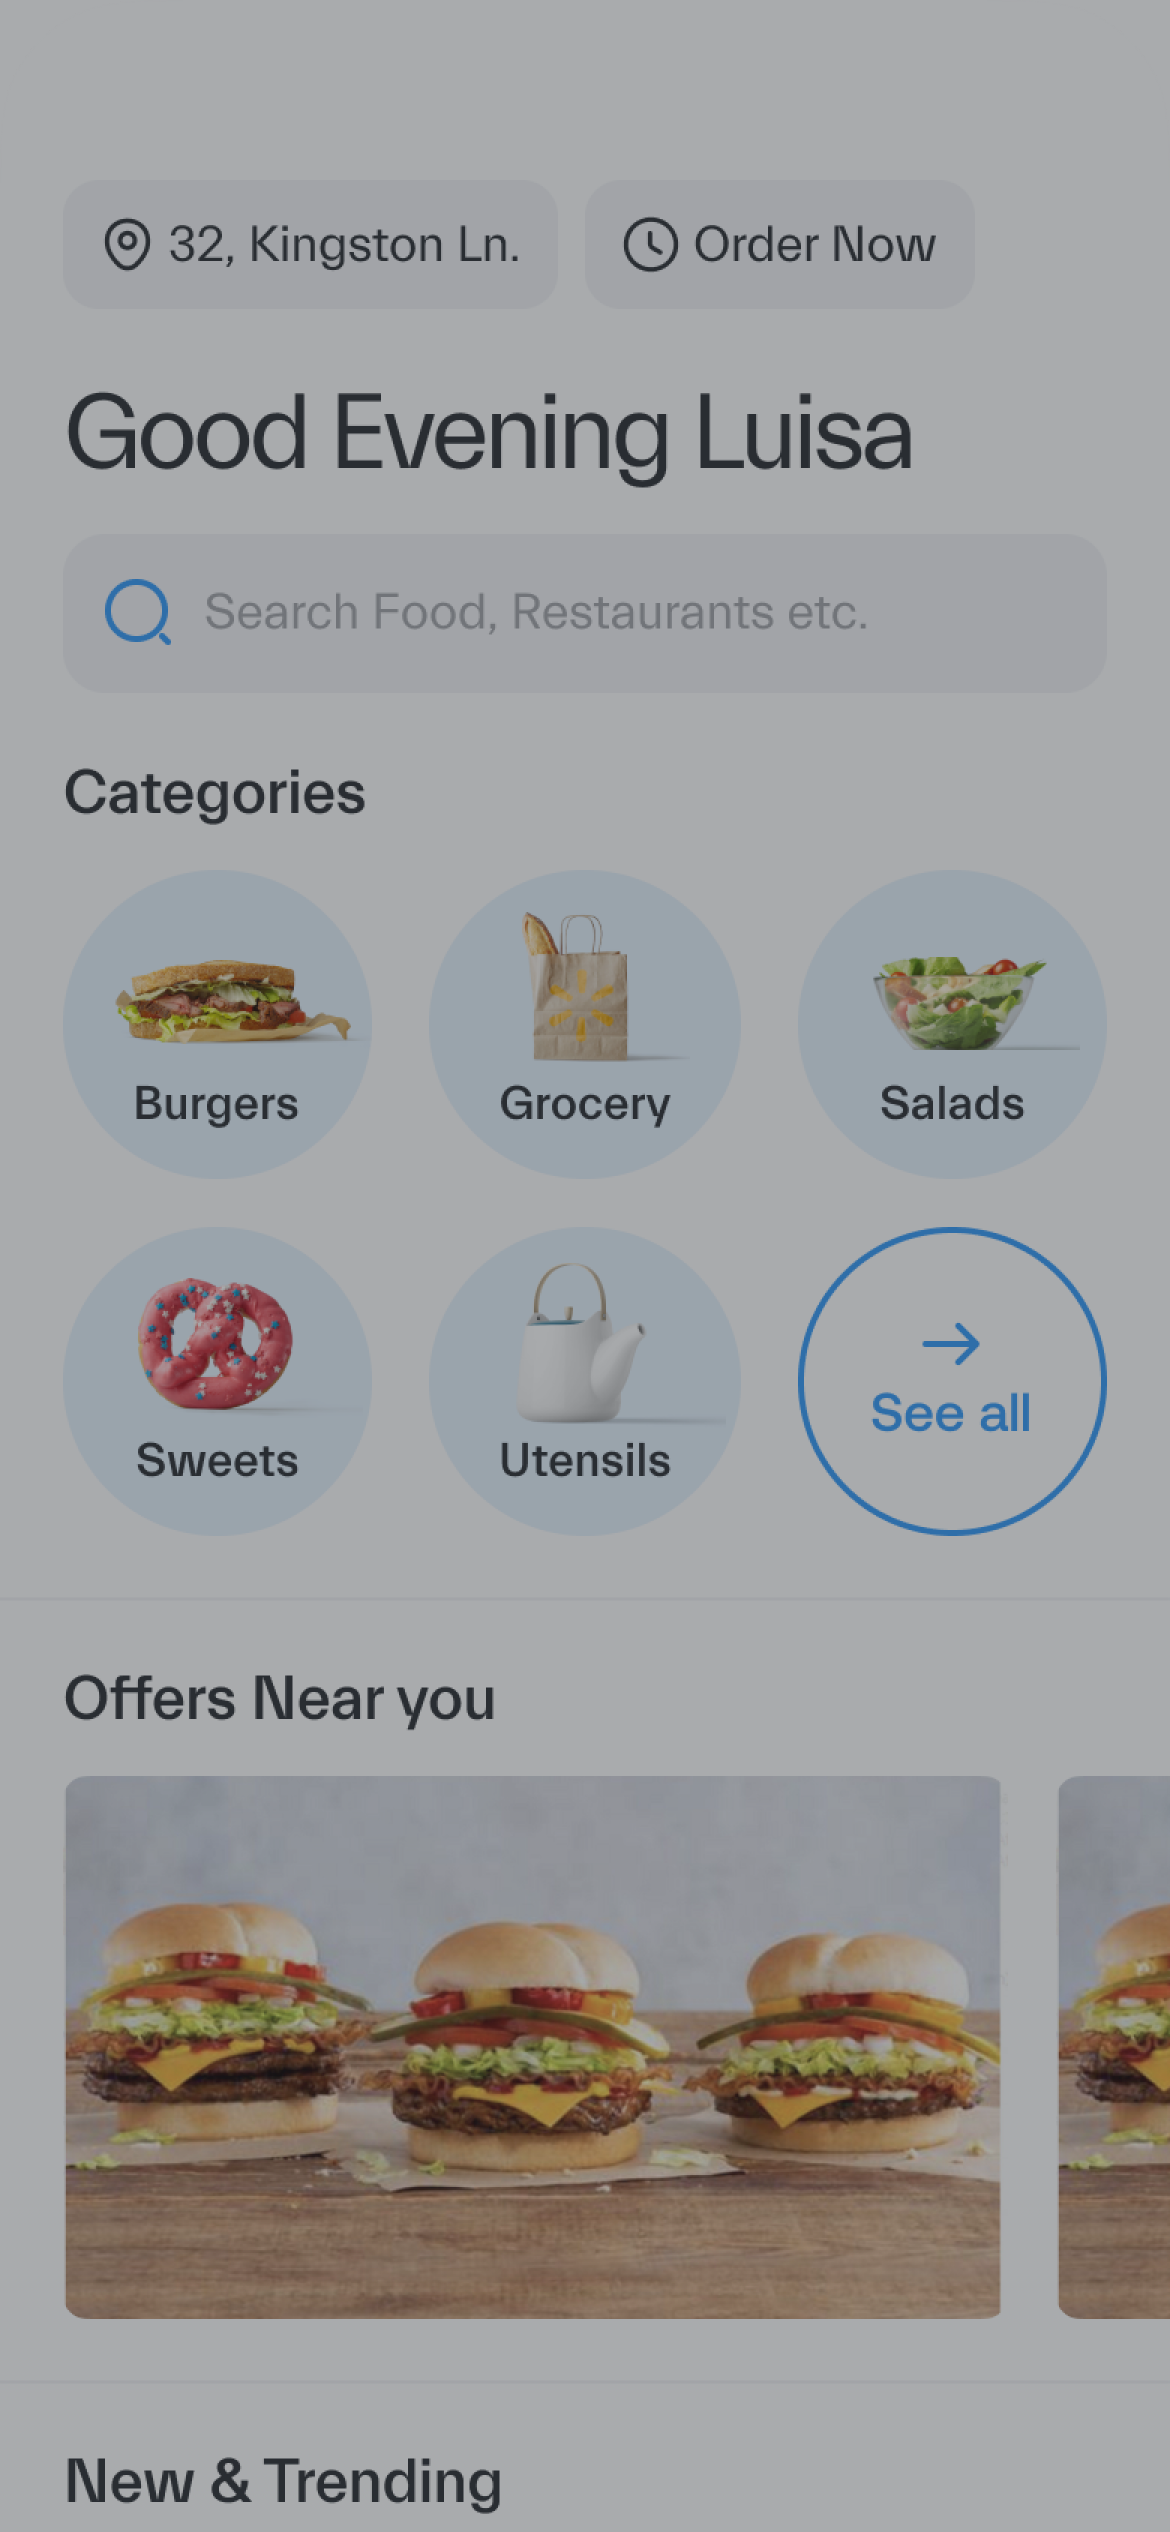 32, Kingston Ln.
Order Now
Good Evening Luisa
Search Food, Restaurants etc.
Categories
Burgers
Grocery
Salads
Sweets
Utensils
See all
Offers Near you
New & Trending